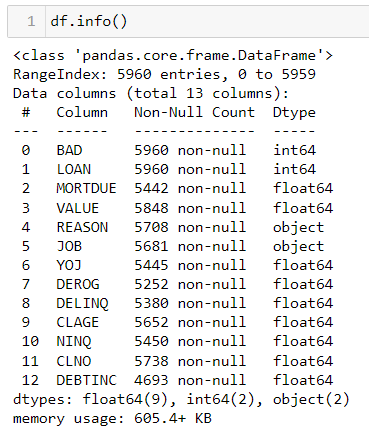 1 df.info()
<class 'pandas.core.frame.DataFrame'>
RangeIndex: 5960 entries, 0 to 5959
Data columns (total 13 columns):
 #   Column   Non-Null Count  Dtype
---  ------   --------------  -----
 0   BAD      5960 non-null   int64
 1   LOAN     5960 non-null   int64
 2   MORTDUE  5442 non-null   float64
 3   VALUE    5848 non-null   float64
 4   REASON   5708 non-null   object
 5   JOB      5681 non-null   object
 6   YOJ      5445 non-null   float64
 7   DEROG    5252 non-null   float64
 8   DELINQ   5380 non-null   float64
 9   CLAGE    5652 non-null   float64
 10  NINQ     5450 non-null   float64
 11  CLNO     5738 non-null   float64
 12  DEBTINC  4693 non-null   float64
dtypes: float64(9), int64(2), object(2)
memory usage: 605.4+ KB